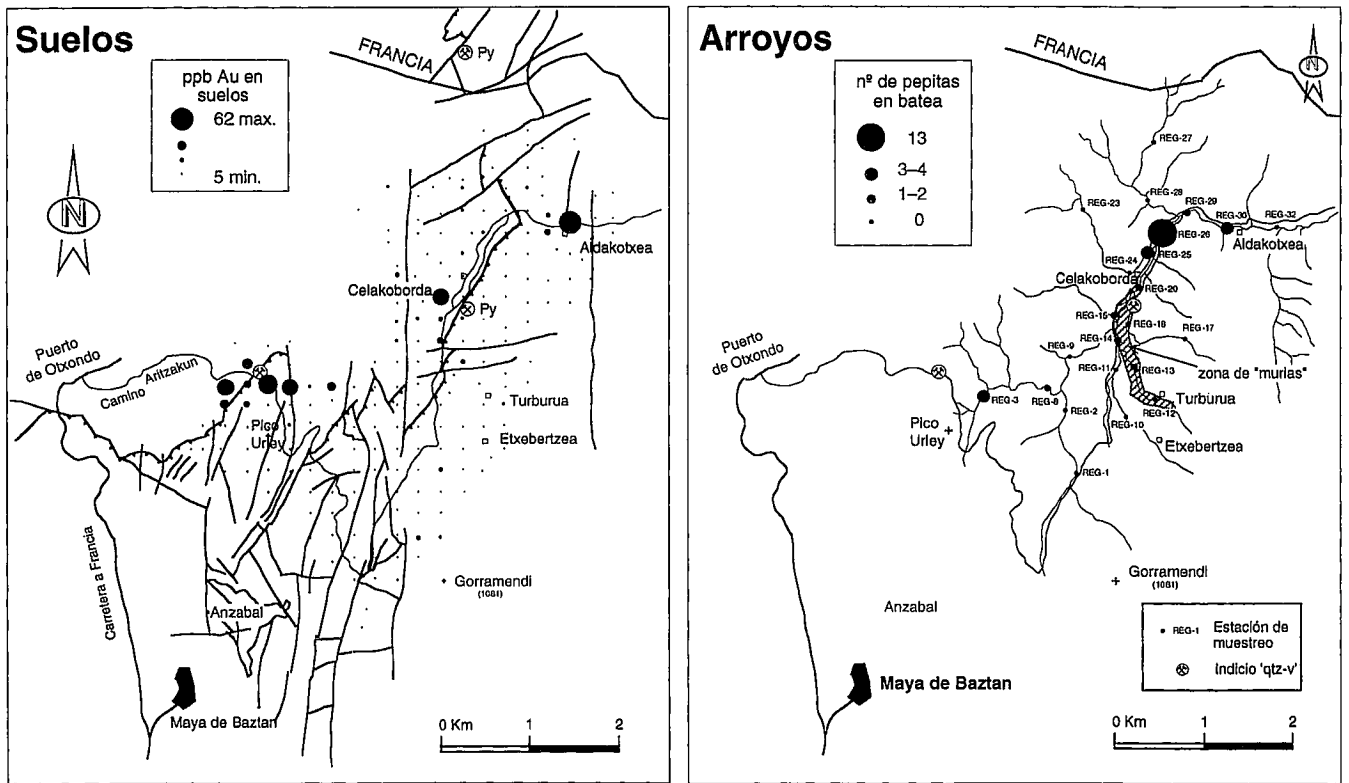 Suelos
FRANCIA
Py
ppb Au en
suelos
62 max.
5 min.
N
Aldakotxea
Celakoborda
Py
Puerto
de Otxondo
Camino Aritzakun
Pico
Urley
Turburua
Etxebertzea
Carretera a Francia
Gorramendi
(1081)
Anzabal
Maya de Baztan
0 Km 1 2
Arroyos
FRANCIA
N
nº de pepitas
en batea
13
3–4
1–2
0
REG-27
REG-28
REG-23
REG-29
REG-30
REG-32
REG-26
Aldakotxea
REG-25
REG-24
Celakoborda
REG-20
REG-15
REG-18
REG-17
REG-14
Puerto
de Otxondo
REG-9
REG-11
REG-13
zona de "murias"
REG-3
REG-8
Turburua
REG-2
REG-12
Pico
Urley
REG-10
Etxebertzea
REG-1
Gorramendi
(1081)
Anzabal
REG-1 Estación de
muestreo
Indicio 'qtz-v'
Maya de Baztan
0 Km 1 2